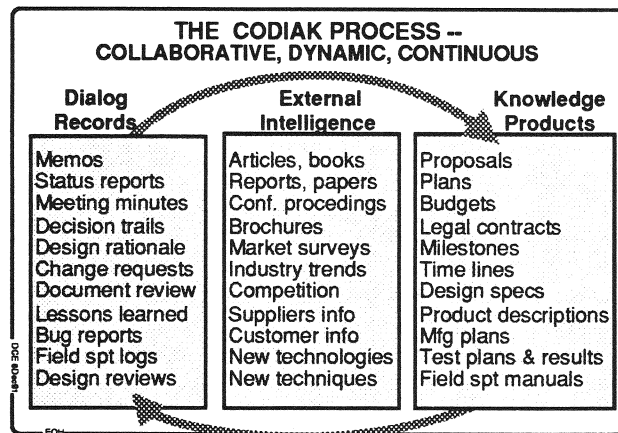 THE CODIAK PROCESS --
COLLABORATIVE, DYNAMIC, CONTINUOUS
Dialog
Records
Memos
Status reports
Meeting minutes
Decision trails
Design rationale
Change requests
Document review
Lessons learned
Bug reports
Field spt logs
Design reviews
External
Intelligence
Articles, books
Reports, papers
Conf. procedings
Brochures
Market surveys
Industry trends
Competition
Suppliers info
Customer info
New technologies
New techniques
Knowledge
Products
Proposals
Plans
Budgets
Legal contracts
Milestones
Time lines
Design specs
Product descriptions
Mfg plans
Test plans & results
Field spt manuals
DCE